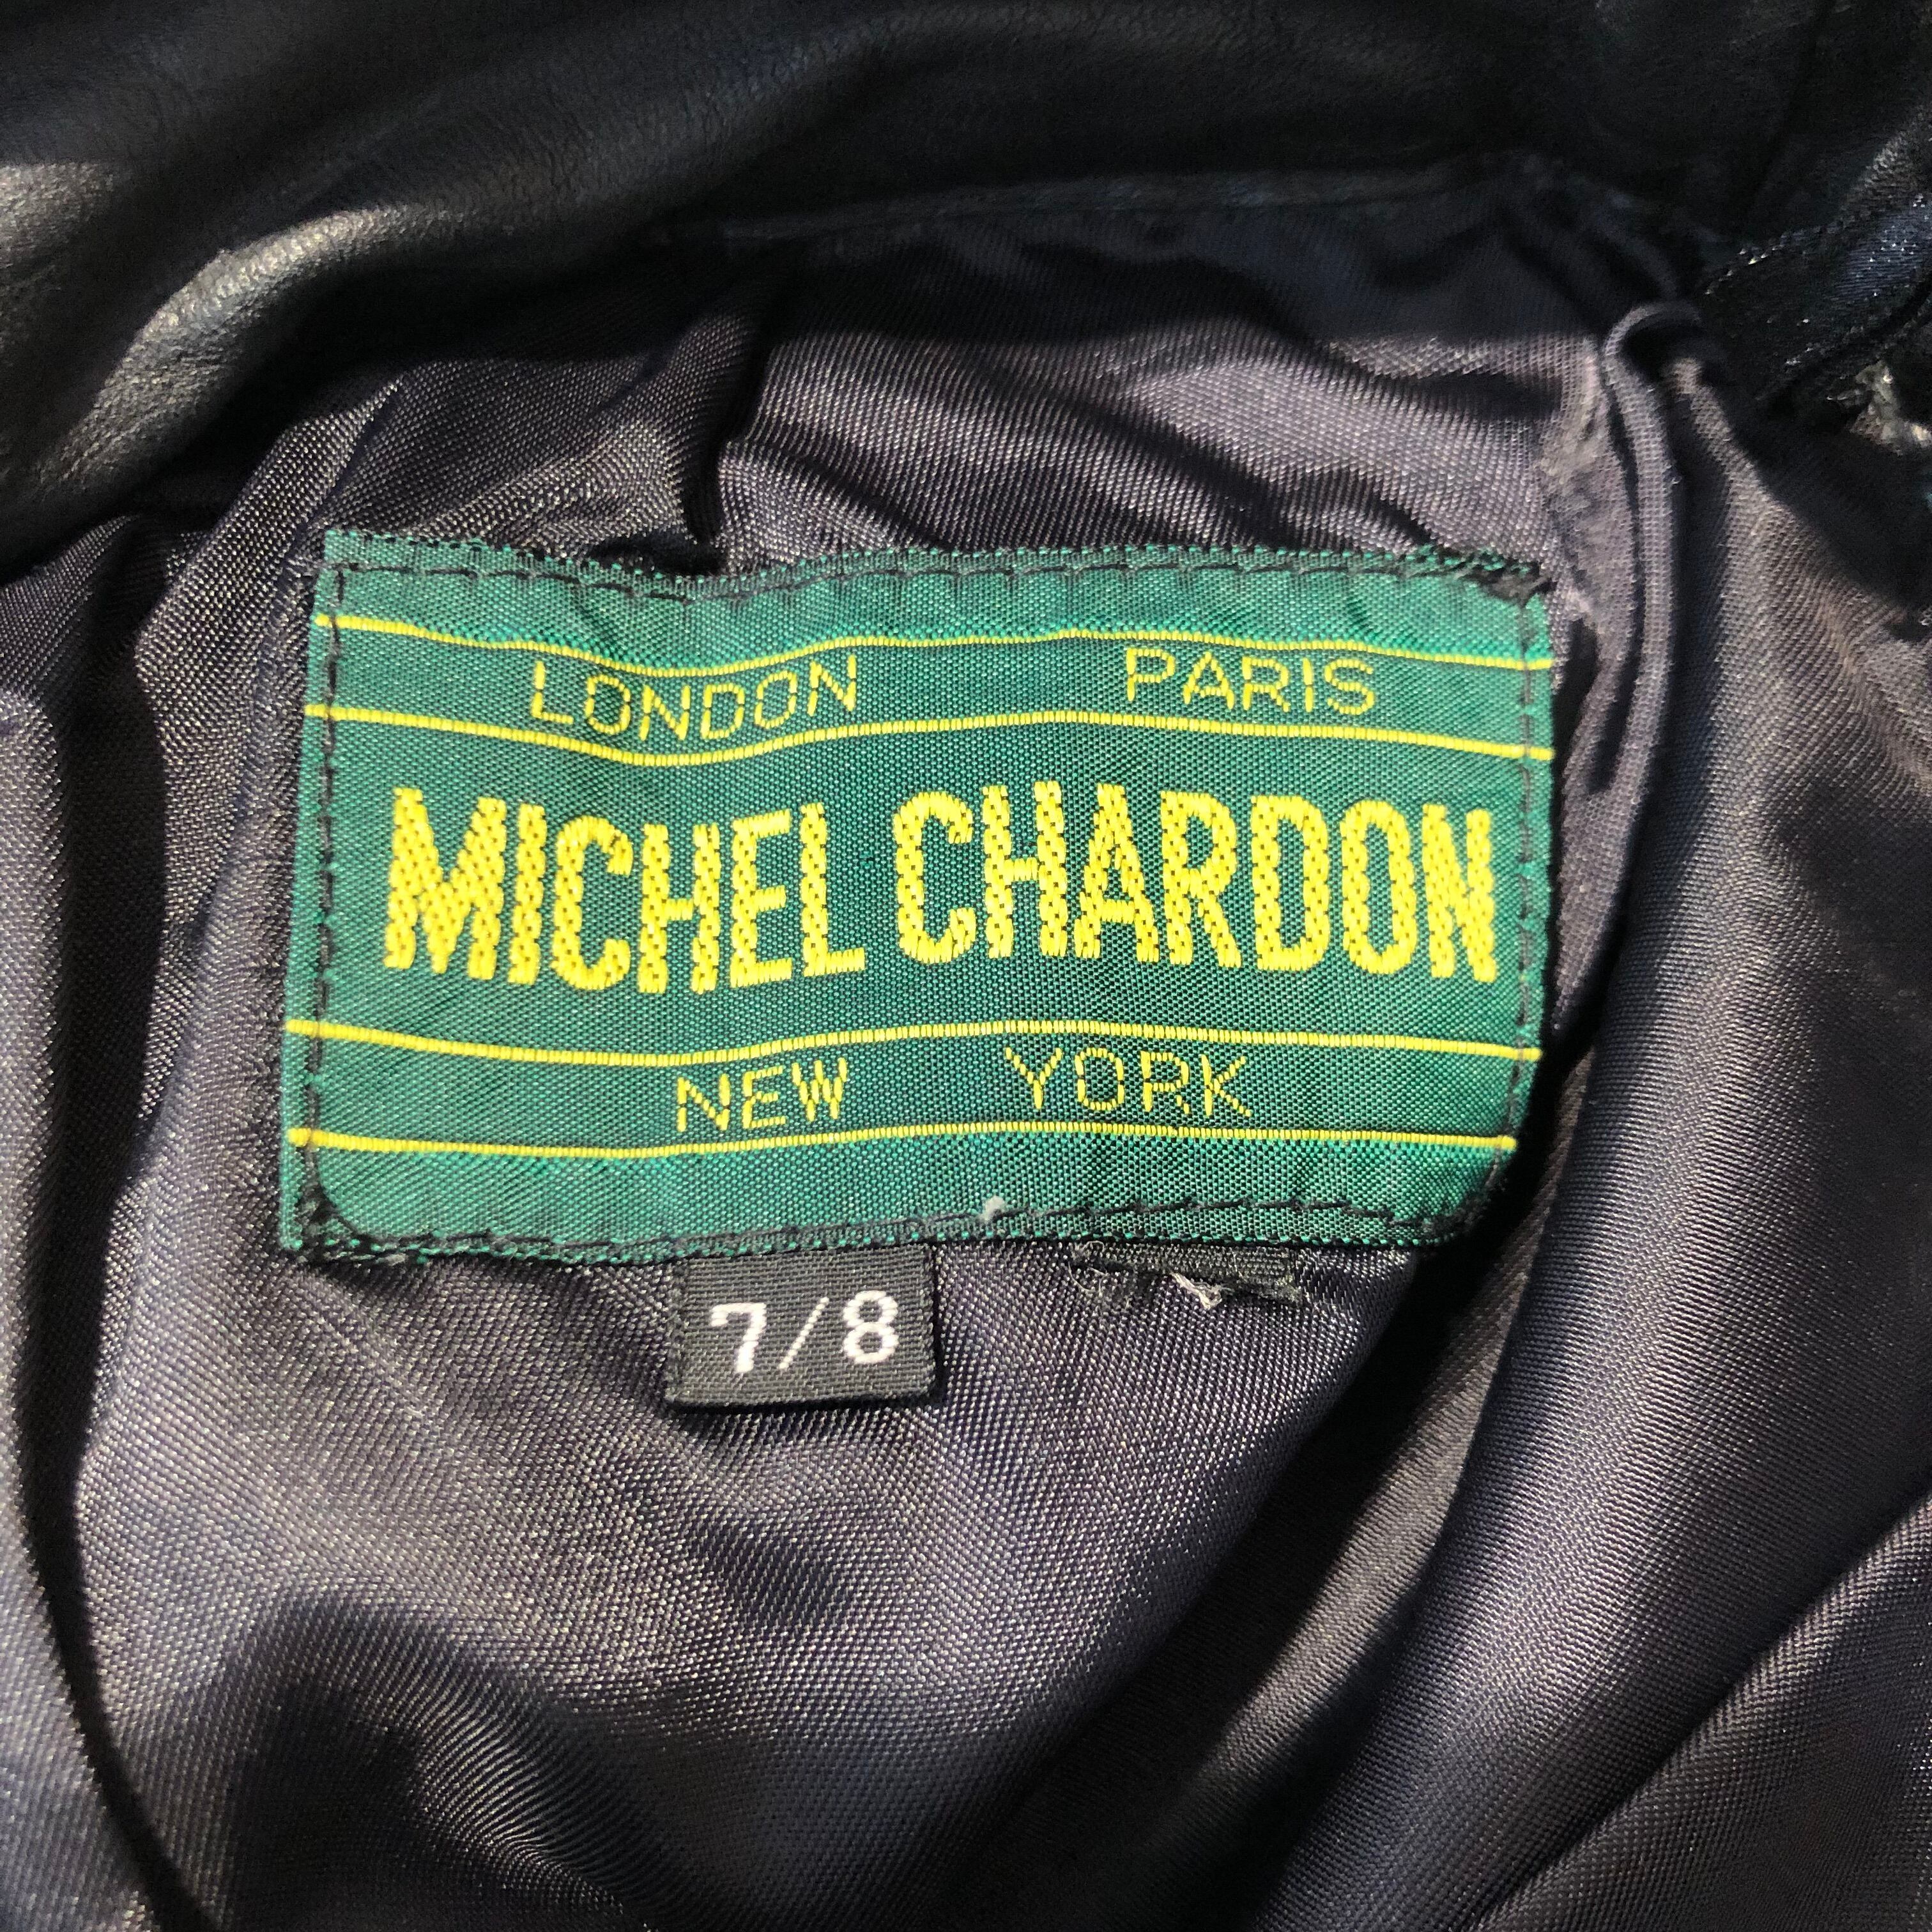 LONDON PARIS
MICHEL CHARDON
NEW YORK
7/8